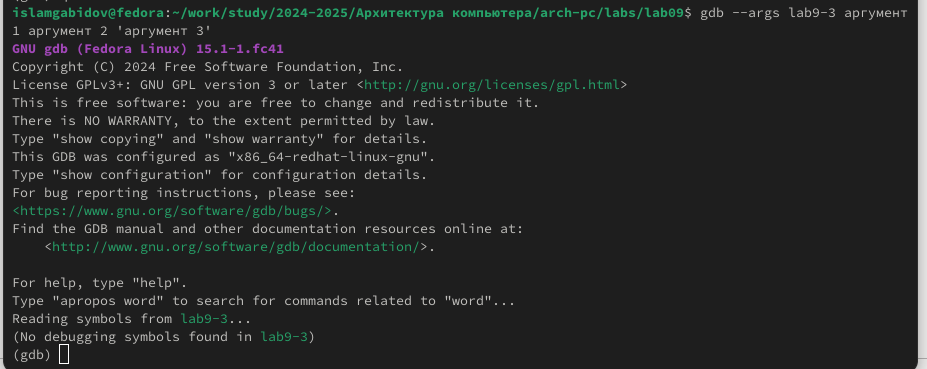 islamgabidov@fedora:~/work/study/2024-2025/Архитектура компьютера/arch-pc/labs/lab09$ gdb --args lab9-3 аргумент
1 аргумент 2 'аргумент 3'
GNU gdb (Fedora Linux) 15.1-1.fc41
Copyright (C) 2024 Free Software Foundation, Inc.
License GPLv3+: GNU GPL version 3 or later <http://gnu.org/licenses/gpl.html>
This is free software: you are free to change and redistribute it.
There is NO WARRANTY, to the extent permitted by law.
Type "show copying" and "show warranty" for details.
This GDB was configured as "x86_64-redhat-linux-gnu".
Type "show configuration" for configuration details.
For bug reporting instructions, please see:
<https://www.gnu.org/software/gdb/bugs/>.
Find the GDB manual and other documentation resources online at:
    <http://www.gnu.org/software/gdb/documentation/>.

For help, type "help".
Type "apropos word" to search for commands related to "word"...
Reading symbols from lab9-3...
(No debugging symbols found in lab9-3)
(gdb)